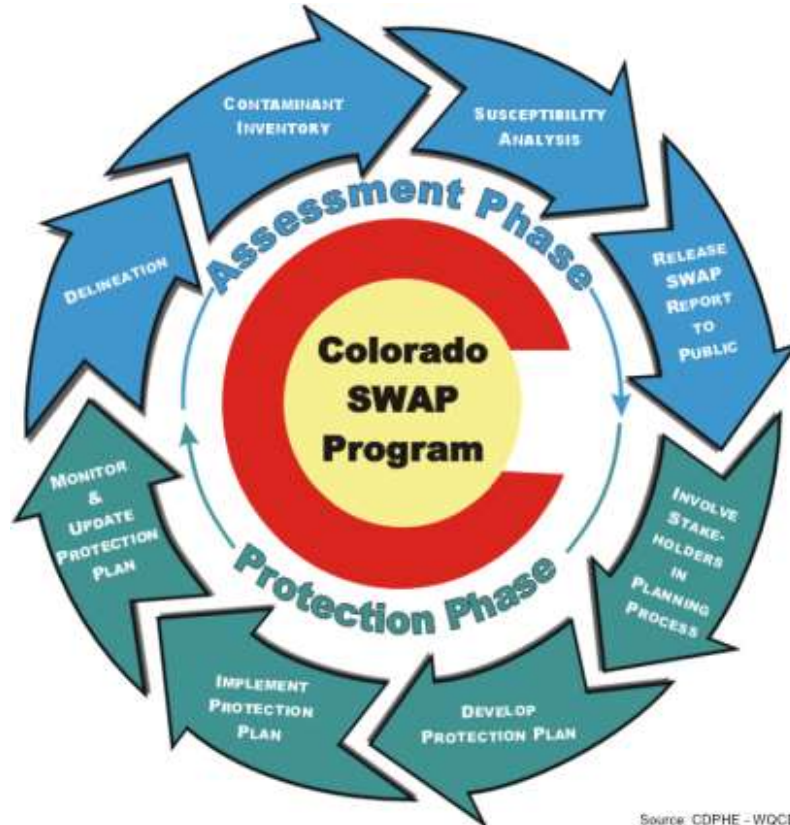 CONTAMINANT
INVENTORY
SUSCEPTIBILITY
ANALYSIS
DELINEATION
Assessment Phase
RELEASE
SWAP
REPORT
TO
PUBLIC
Colorado
SWAP
Program
MONITOR
&
UPDATE
PROTECTION
PLAN
INVOLVE
STAKE-
HOLDERS
IN
PLANNING
PROCESS
Protection Phase
IMPLEMENT
PROTECTION
PLAN
DEVELOP
PROTECTION PLAN
Source: CDPHE - WQCD